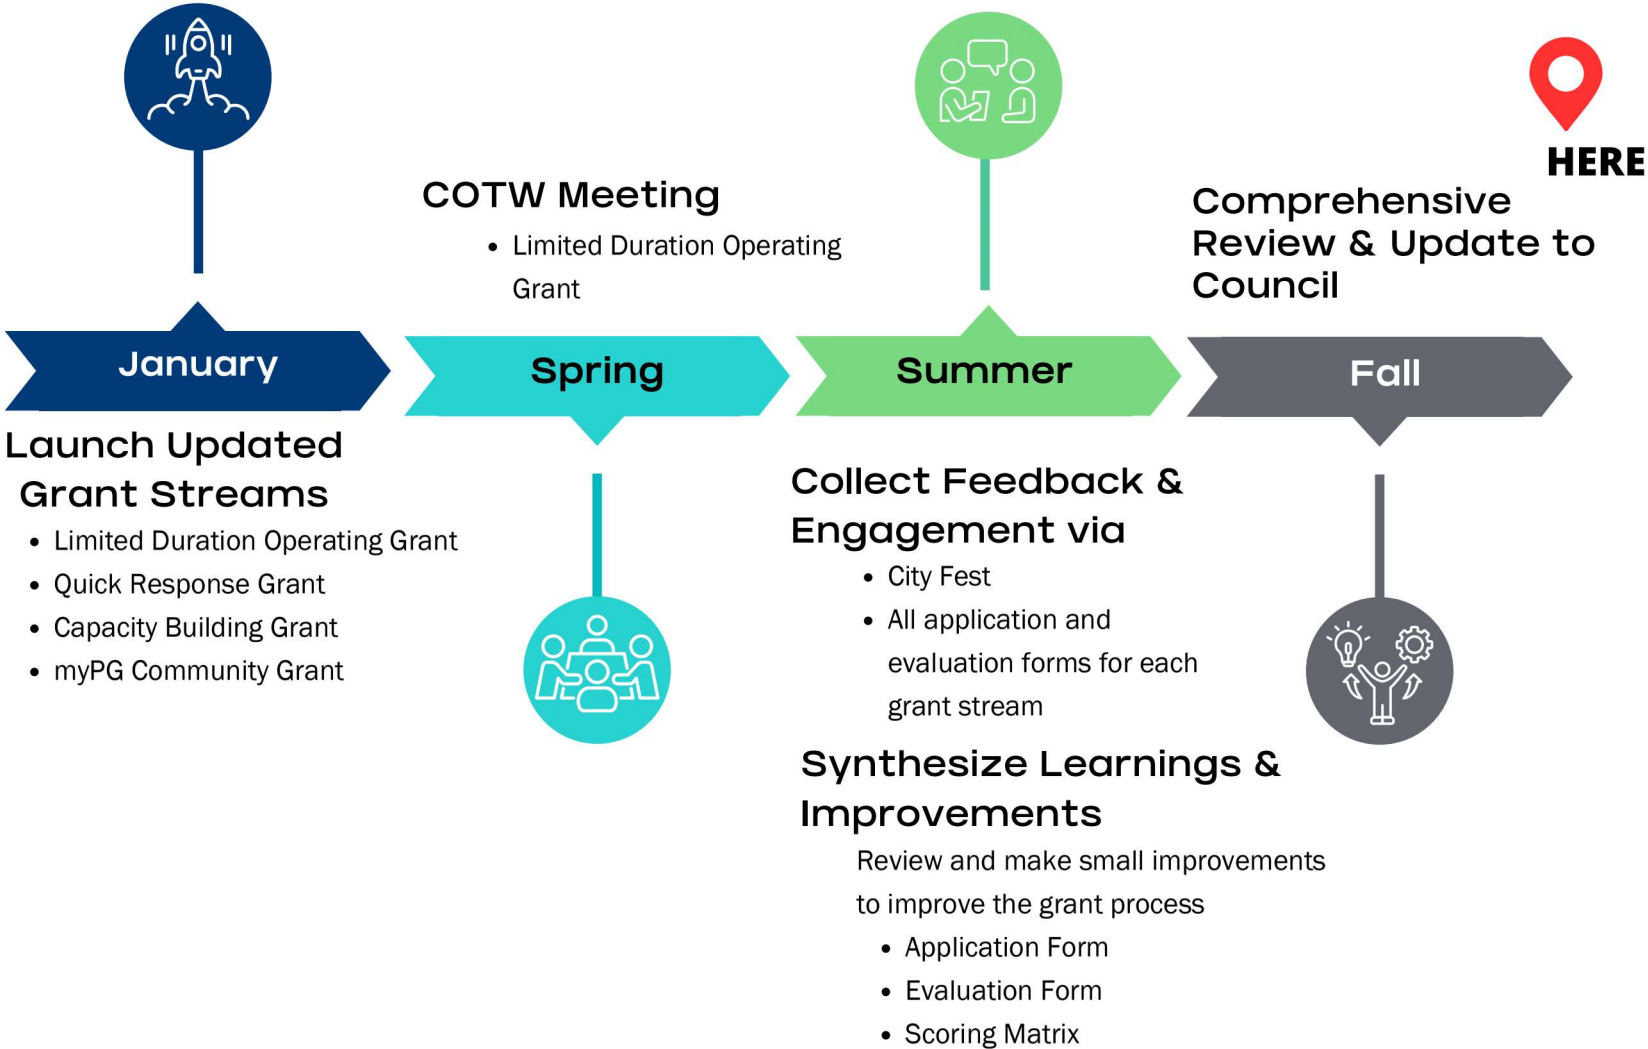 HERE
January
Launch Updated
Grant Streams
• Limited Duration Operating Grant
• Quick Response Grant
• Capacity Building Grant
• myPG Community Grant
COTW Meeting
• Limited Duration Operating
Grant
Spring
Summer
Collect Feedback &
Engagement via
• City Fest
• All application and
evaluation forms for each
grant stream
Synthesize Learnings &
Improvements
Review and make small improvements
to improve the grant process
• Application Form
• Evaluation Form
• Scoring Matrix
Comprehensive
Review & Update to
Council
Fall